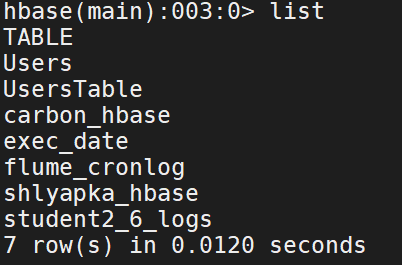 hbase(main):003:0> list
TABLE
Users
UsersTable
carbon_hbase
exec_date
flume_cronlog
shlyapka_hbase
student2_6_logs
7 row(s) in 0.0120 seconds